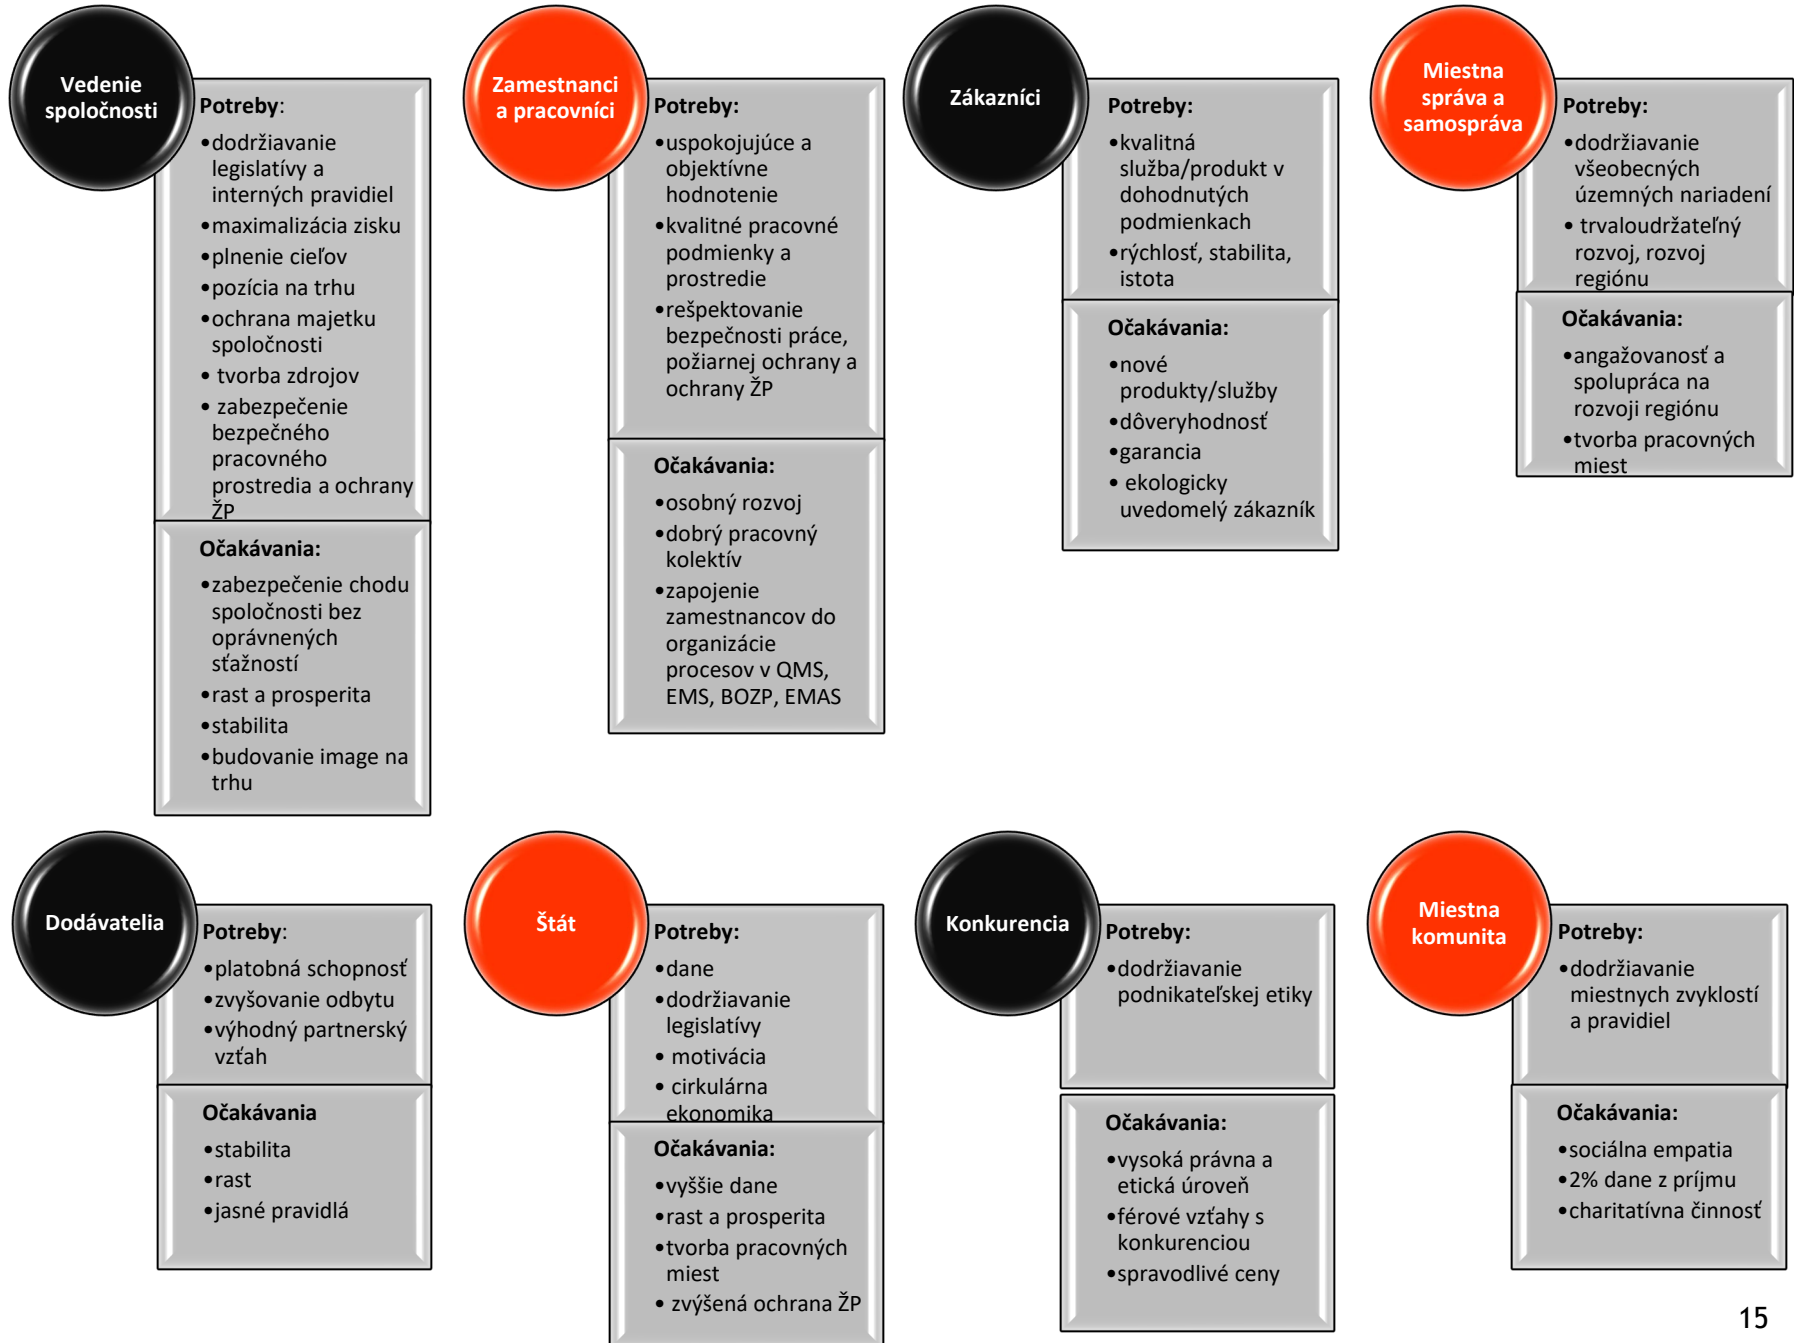 Vedenie
spoločnosti
Potreby:
•dodržiavanie
legislatívy a
interných pravidiel
•maximalizácia zisku
•plnenie cieľov
•pozícia na trhu
•ochrana majetku
spoločnosti
• tvorba zdrojov
• zabezpečenie
bezpečného
pracovného
prostredia a ochrany
ŽP
Očakávania:
•zabezpečenie chodu
spoločnosti bez
oprávnených
sťažností
•rast a prosperita
•stabilita
•budovanie image na
trhu
Zamestnanci
a pracovníci
Potreby:
•uspokojujúce a
objektívne
hodnotenie
•kvalitné pracovné
podmienky a
prostredie
•rešpektovanie
bezpečnosti práce,
požiarnej ochrany a
ochrany ŽP
Očakávania:
•osobný rozvoj
•dobrý pracovný
kolektív
•zapojenie
zamestnancov do
organizácie
procesov v QMS,
EMS, BOZP, EMAS
Zákazníci
Potreby:
•kvalitná
služba/produkt v
dohodnutých
podmienkach
•rýchlosť, stabilita,
istota
Očakávania:
•nové
produkty/služby
•dôveryhodnosť
•garancia
• ekologicky
uvedomelý zákazník
Miestna
správa a
samospráva
Potreby:
•dodržiavanie
všeobecných
územných nariadení
• trvaloudržateľný
rozvoj, rozvoj
regiónu
Očakávania:
•angažovanosť a
spolupráca na
rozvoji regiónu
•tvorba pracovných
miest
Dodávatelia
Potreby:
•platobná schopnosť
•zvyšovanie odbytu
•výhodný partnerský
vzťah
Očakávania
•stabilita
•rast
•jasné pravidlá
Štát
Potreby:
•dane
•dodržiavanie
legislatívy
• motivácia
• cirkulárna
ekonomika
Očakávania:
•vyššie dane
•rast a prosperita
•tvorba pracovných
miest
• zvýšená ochrana ŽP
Konkurencia
Potreby:
•dodržiavanie
podnikateľskej etiky
Očakávania:
•vysoká právna a
etická úroveň
•férové vzťahy s
konkurenciou
•spravodlivé ceny
Miestna
komunita
Potreby:
•dodržiavanie
miestnych zvyklostí
a pravidiel
Očakávania:
•sociálna empatia
•2% dane z príjmu
•charitatívna činnosť
15